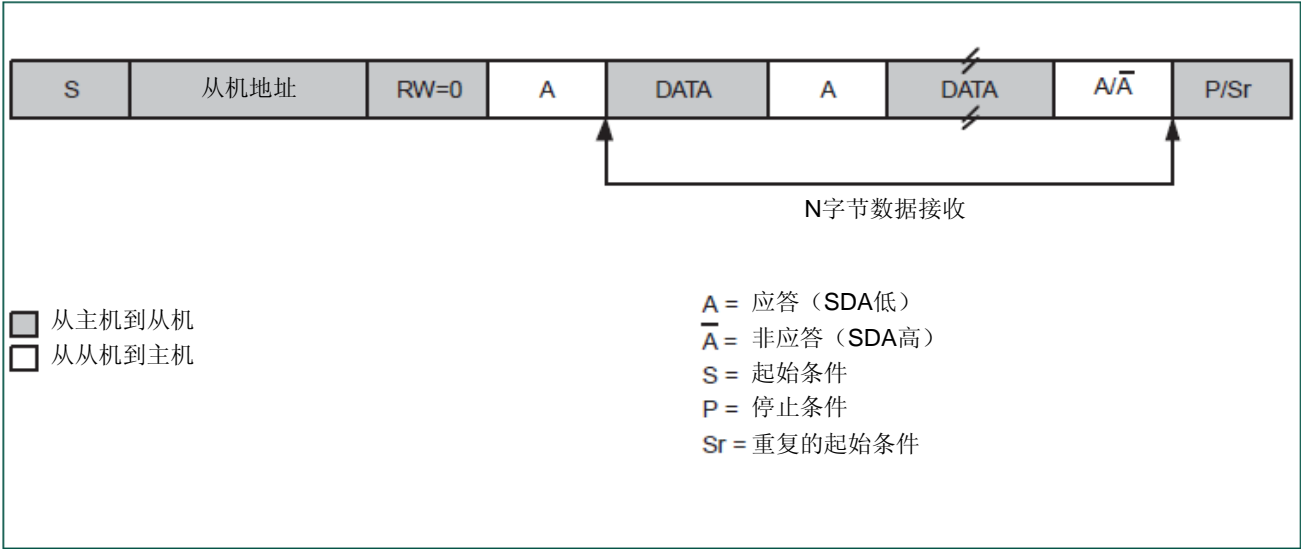 S 从机地址 RW=0 A DATA A DATA A/A̅ P/Sr
N字节数据接收
从主机到从机
从从机到主机
A = 应答（SDA低）
A̅ = 非应答（SDA高）
S = 起始条件
P = 停止条件
Sr = 重复的起始条件